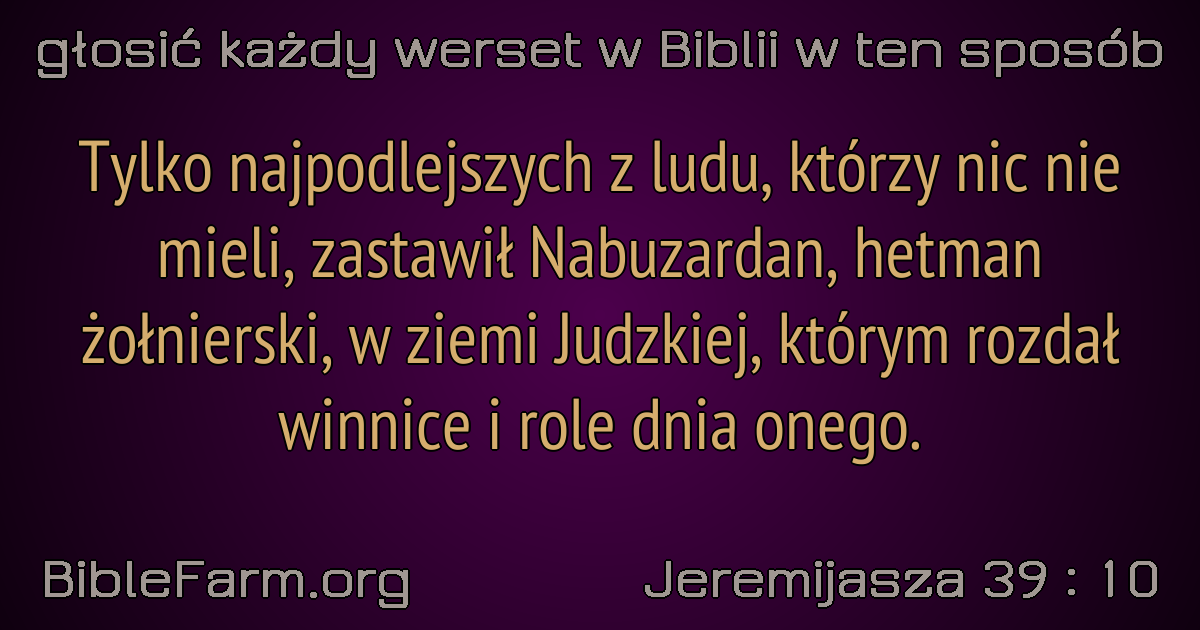 głosić każdy werset w Biblii w ten sposób
Tylko najpodlejszych z ludu, którzy nic nie
mieli, zastawił Nabuzardan, hetman
żołnierski, w ziemi Judzkiej, którym rozdał
winnice i role dnia onego.
BibleFarm.org
Jeremijasza 39 : 10